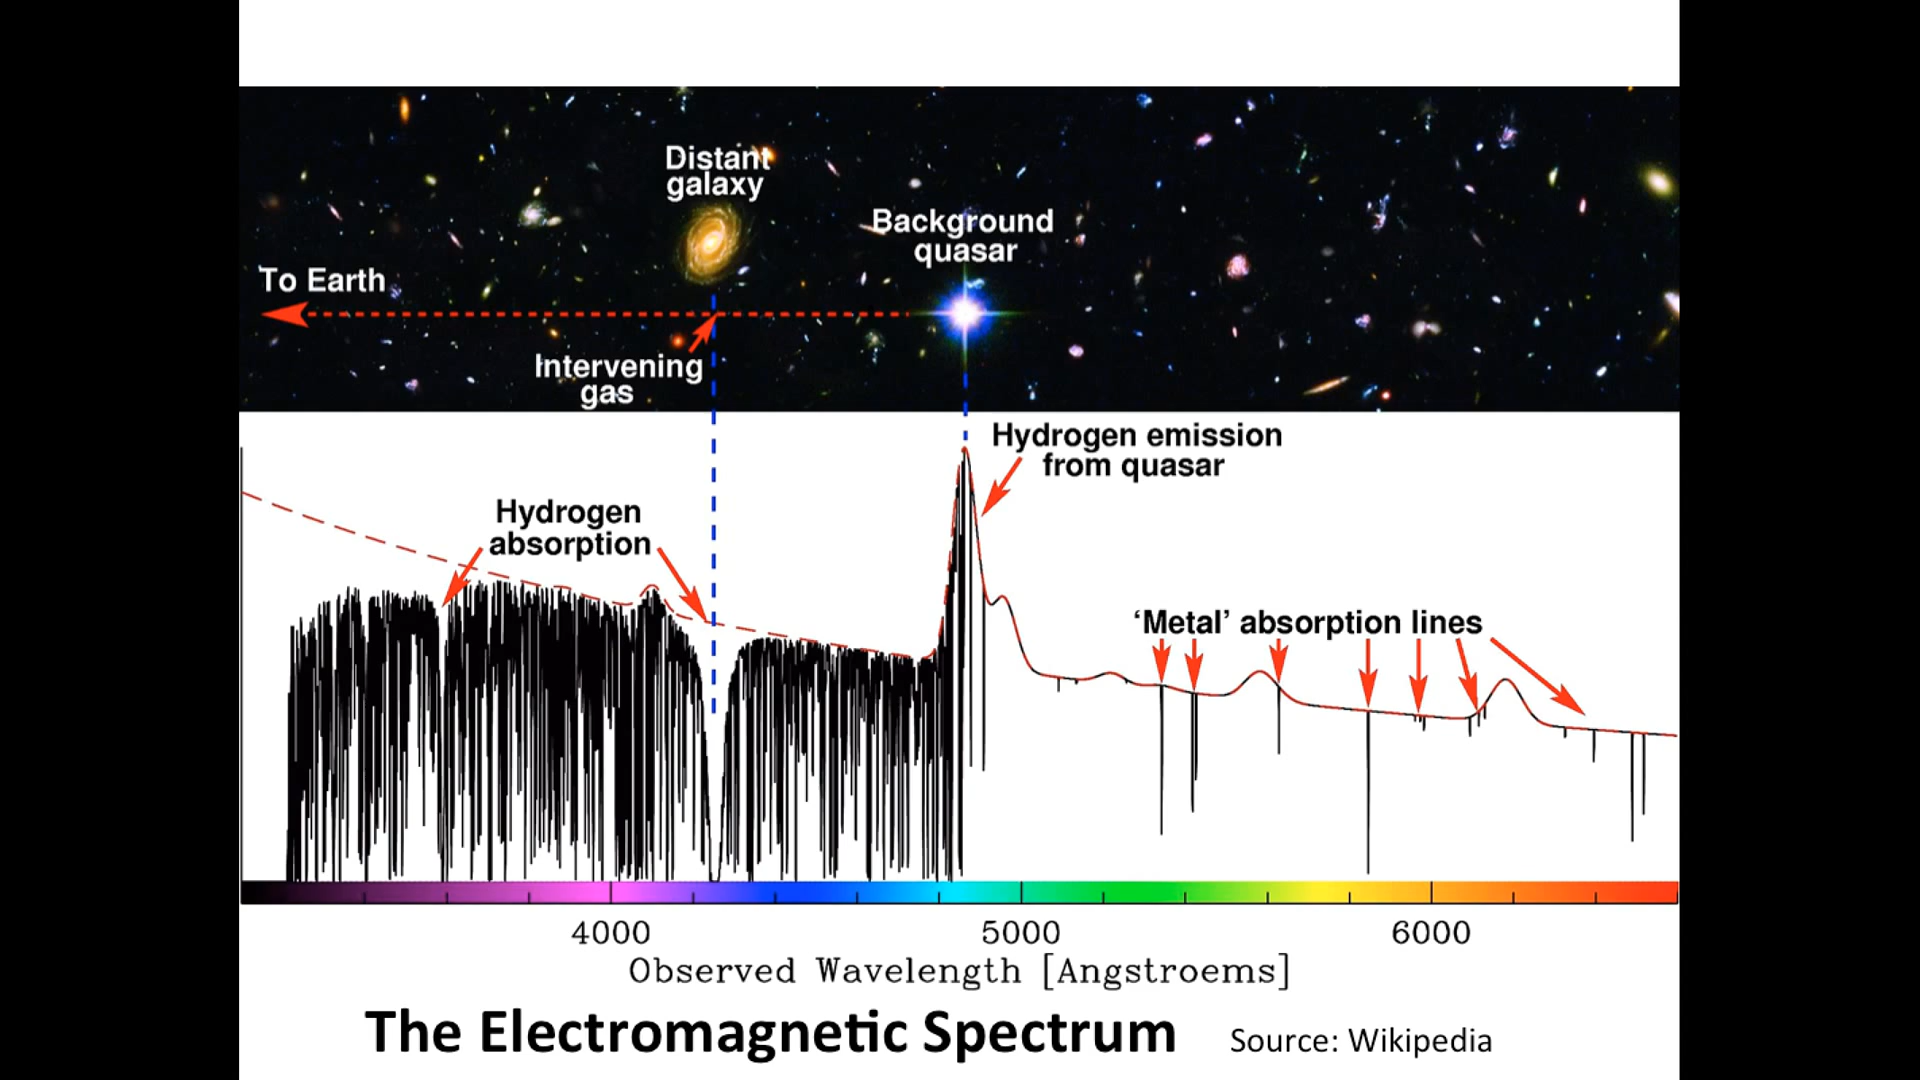 Distant
galaxy
Background
quasar
To Earth
Intervening
gas
Hydrogen emission
from quasar
Hydrogen
absorption
‘Metal’ absorption lines
4000 5000 6000
Observed Wavelength [Angstroems]
The Electromagnetic Spectrum Source: Wikipedia